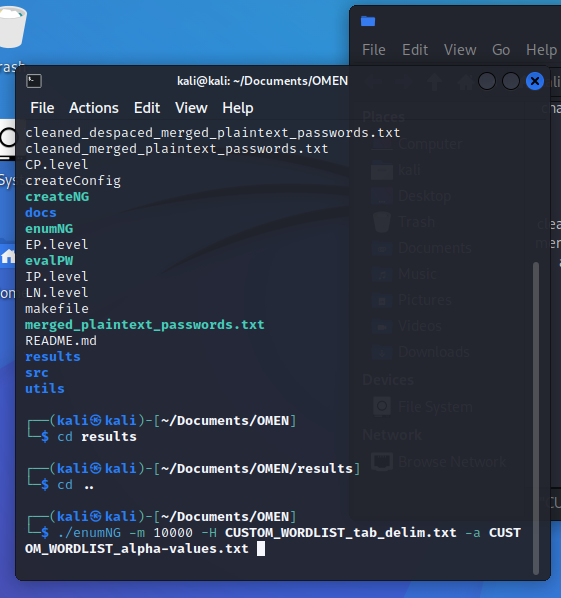 File Edit View Go Help
kali@kali: ~/Documents/OMEN
File Actions Edit View Help
cleaned_despaced_merged_plaintext_passwords.txt
cleaned_merged_plaintext_passwords.txt
CP.level
createConfig
createNG
docs
enumNG
EP.level
evalPW
IP.level
LN.level
makefile
merged_plaintext_passwords.txt
README.md
results
src
utils
┌──(kali㉿kali)-[~/Documents/OMEN]
└─$ cd results
┌──(kali㉿kali)-[~/Documents/OMEN/results]
└─$ cd ..
┌──(kali㉿kali)-[~/Documents/OMEN]
└─$ ./enumNG -m 10000 -H CUSTOM_WORDLIST_tab_delim.txt -a CUST
OM_WORDLIST_alpha-values.txt
Places
Computer
kali
Desktop
Trash
Documents
Music
Pictures
Videos
Downloads
Devices
File System
Network
Browse Network